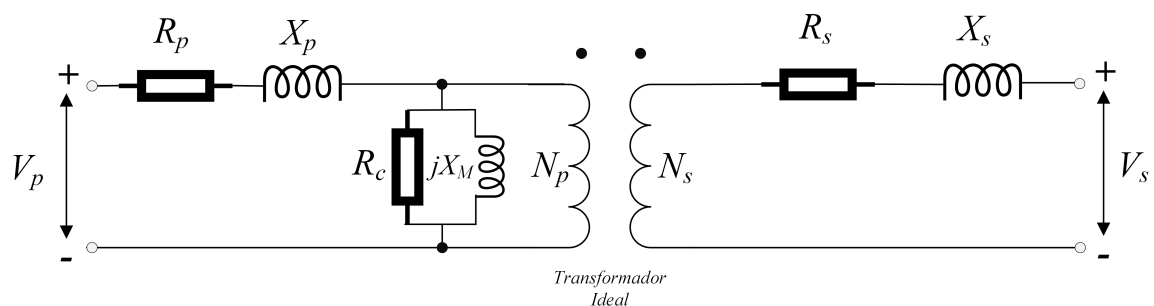 R_p X_p R_s X_s
+ +
V_p R_c jX_M N_p N_s V_s
- -
Transformador
Ideal